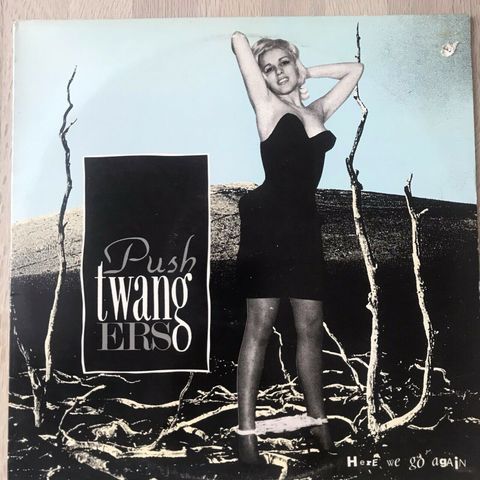 Push
twang
ERS
HerE we go agAiN